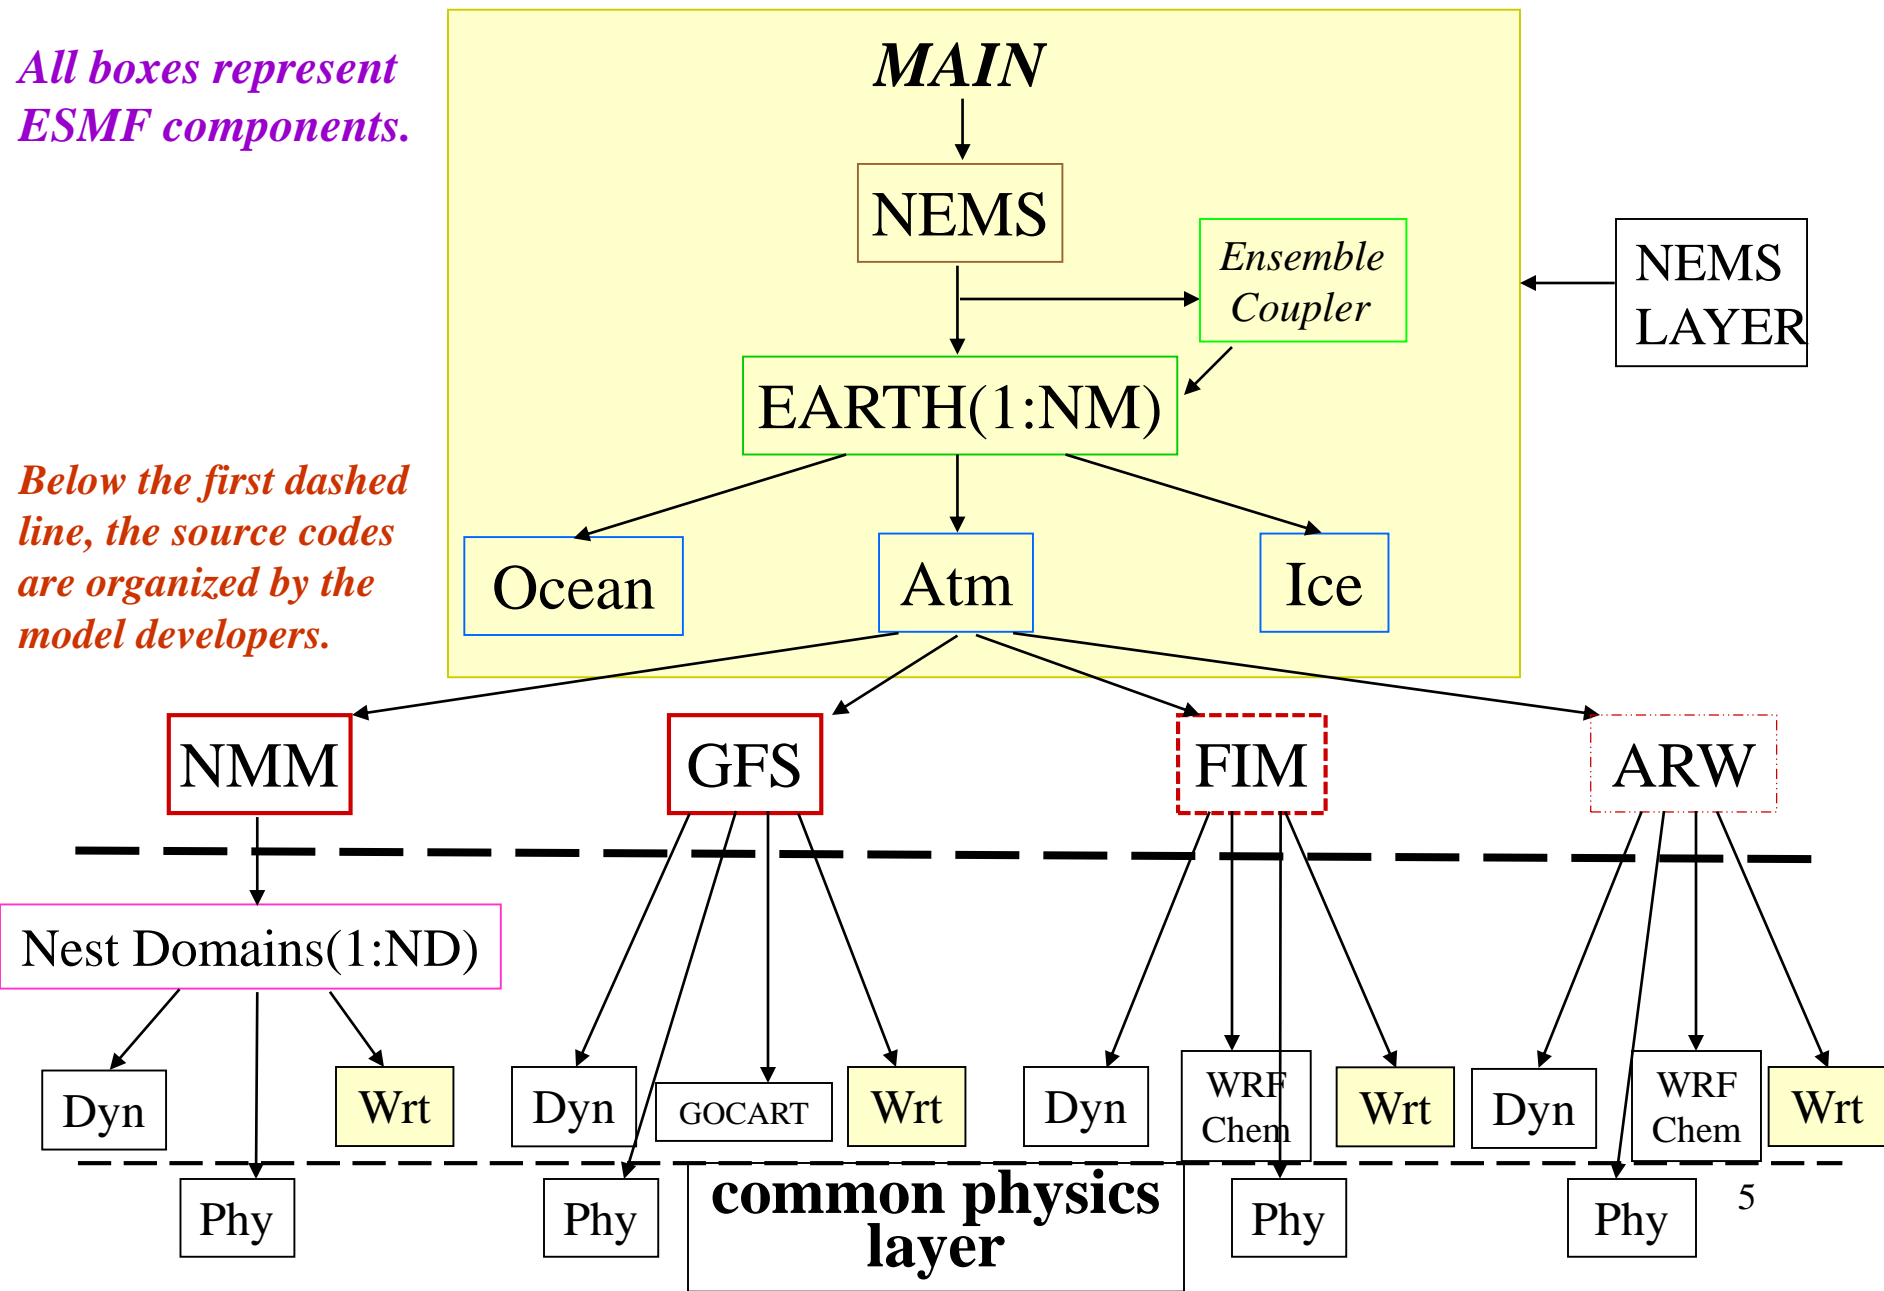 All boxes represent
ESMF components.
MAIN
NEMS
Ensemble
Coupler
NEMS
LAYER
EARTH(1:NM)
Below the first dashed
line, the source codes
are organized by the
model developers.
Ocean
Atm
Ice
NMM
GFS
FIM
ARW
Nest Domains(1:ND)
Dyn
Wrt
Dyn
GOCART
Wrt
Dyn
WRF
Chem
Wrt
Dyn
WRF
Chem
Wrt
Phy
Phy
common physics
layer
Phy
Phy
5